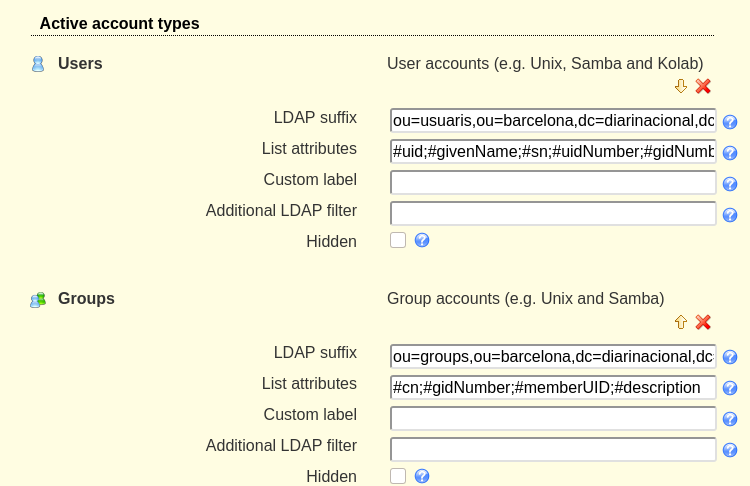 Active account types
Users User accounts (e.g. Unix, Samba and Kolab)
LDAP suffix ou=usuaris,ou=barcelona,dc=diarinacional,dc
List attributes #uid;#givenName;#sn;#uidNumber;#gidNumb
Custom label
Additional LDAP filter
Hidden
Groups Group accounts (e.g. Unix and Samba)
LDAP suffix ou=groups,ou=barcelona,dc=diarinacional,dc=
List attributes #cn;#gidNumber;#memberUID;#description
Custom label
Additional LDAP filter
Hidden